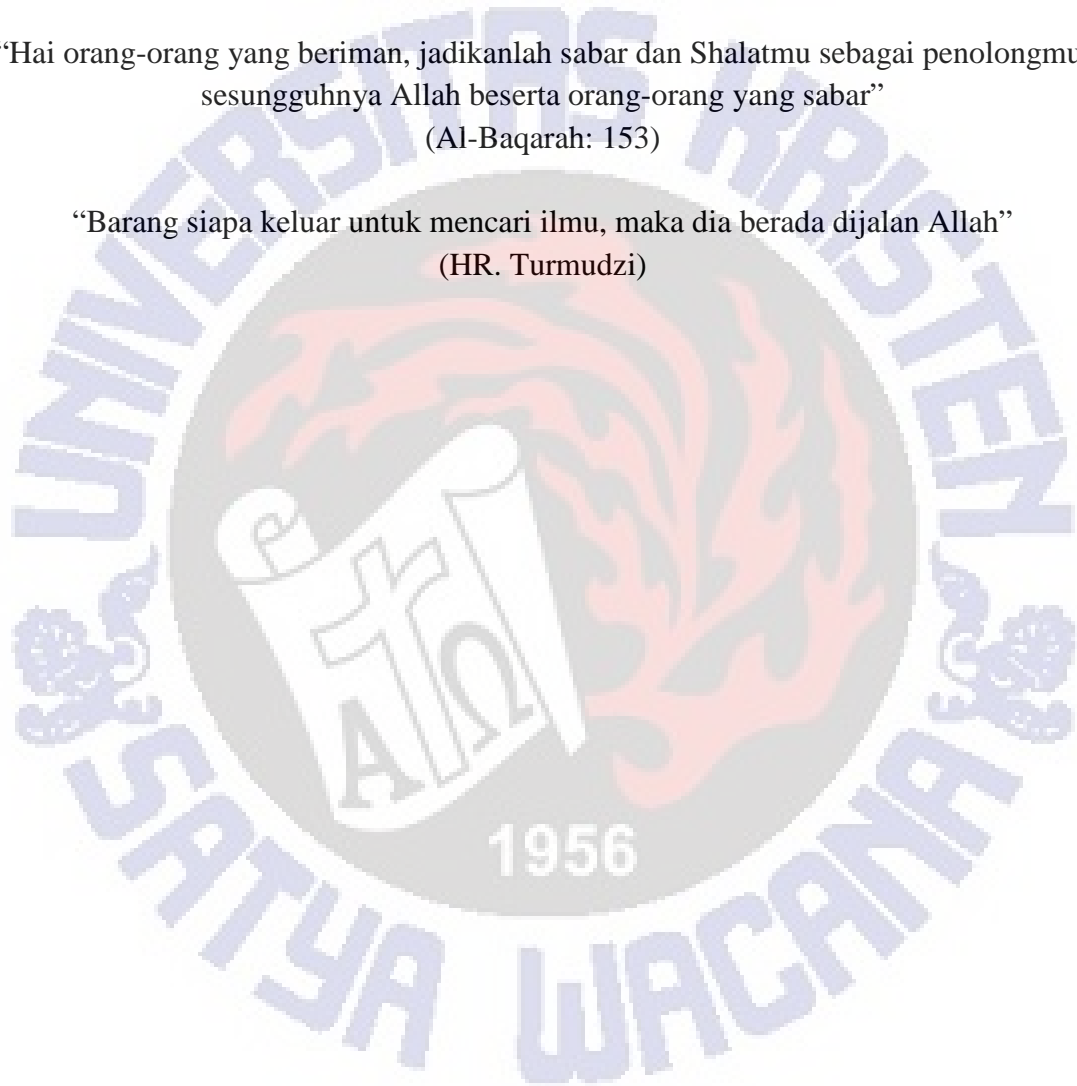 “Hai orang-orang yang beriman, jadikanlah sabar dan Shalatmu sebagai penolongmu
sesungguhnya Allah beserta orang-orang yang sabar”
(Al-Baqarah: 153)
“Barang siapa keluar untuk mencari ilmu, maka dia berada dijalan Allah”
(HR. Turmudzi)
UNIVERSITAS KRISTEN
Α Ω
1956
SATYA WACANA